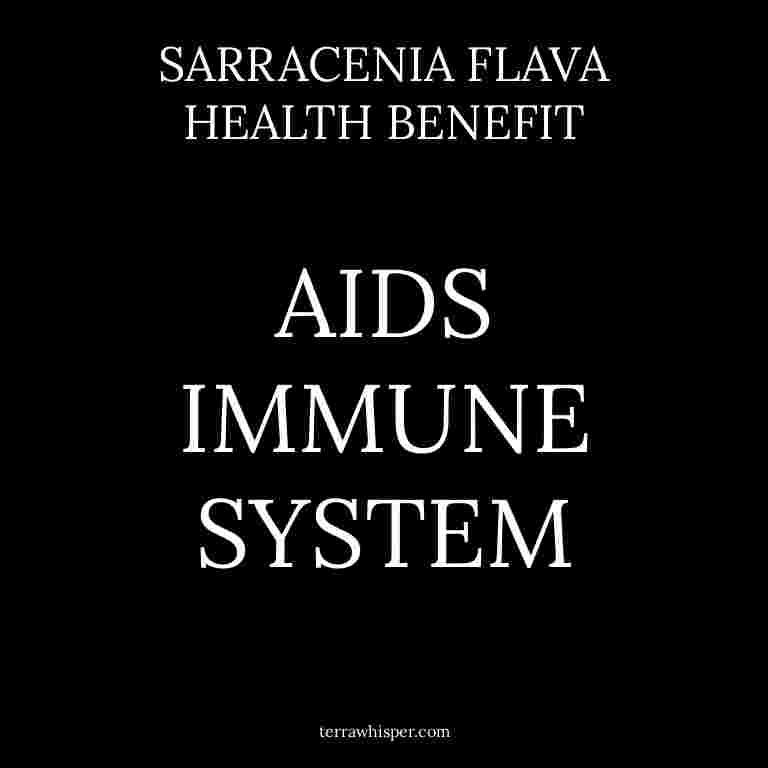 SARRACENIA FLAVA
HEALTH BENEFIT
AIDS
IMMUNE
SYSTEM
terrawhisper.com